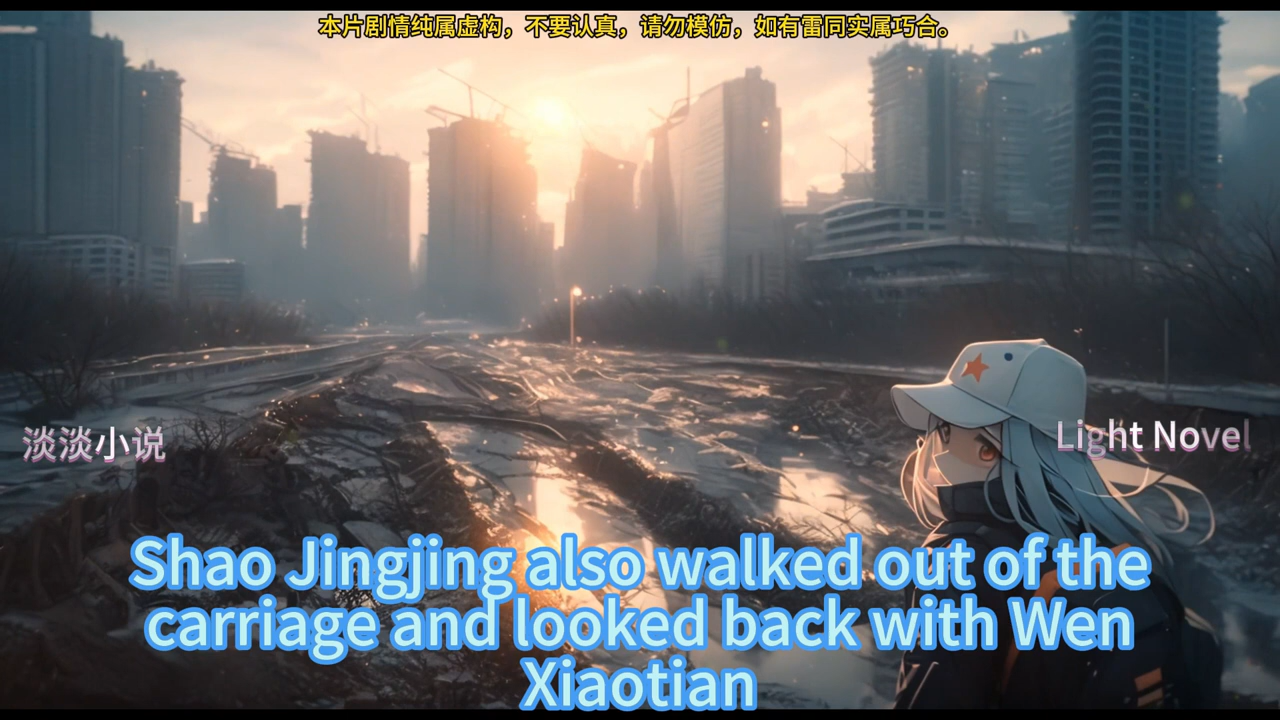 本片剧情纯属虚构，不要认真，请勿模仿，如有雷同实属巧合。
淡淡小说
Light Novel
Shao Jingjing also walked out of the
carriage and looked back with Wen
Xiaotian